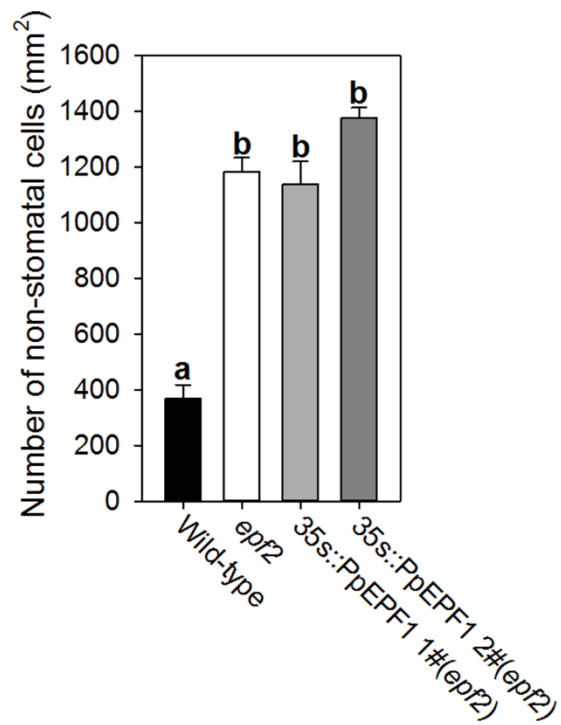 Number of non-stomatal cells (mm²)
1600
1400
1200
1000
800
600
400
200
0
a
b
b
b
Wild-type
epf2
35s::PpEPF1 1#(epf2)
35s::PpEPF1 2#(epf2)